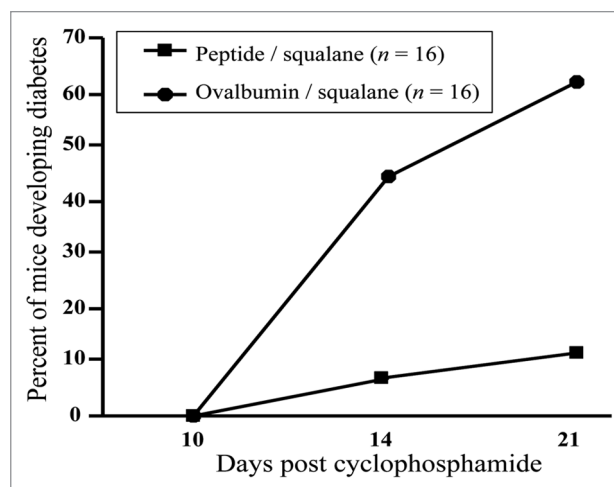 Percent of mice developing diabetes
70
60
50
40
30
20
10
0
Peptide / squalane (n = 16)
Ovalbumin / squalane (n = 16)
10 14 21
Days post cyclophosphamide